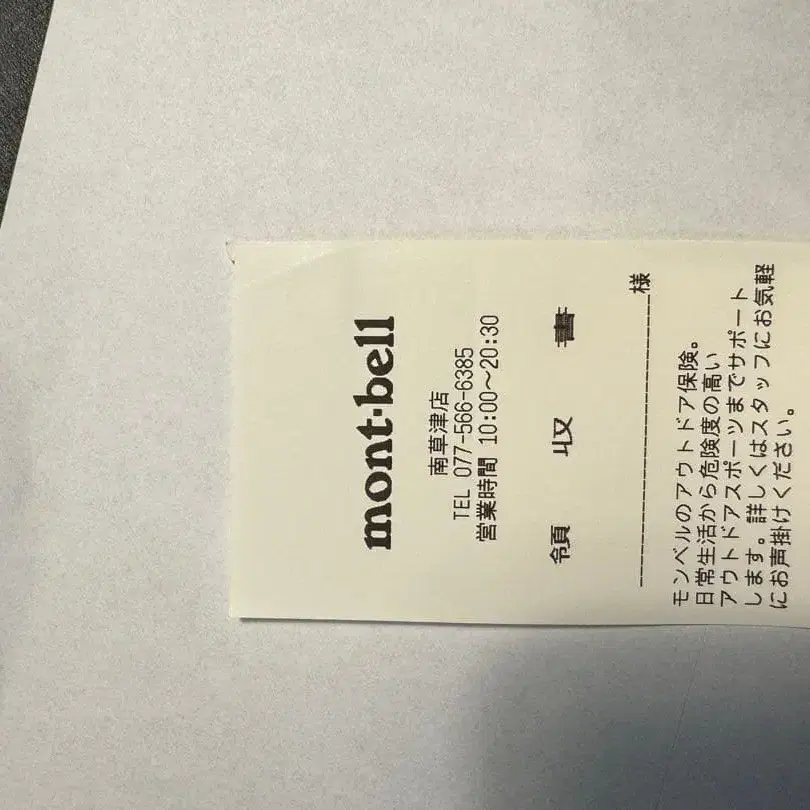 mont·bell
南草津店
TEL 077-566-6385
営業時間 10:00～20:30
領 収 書
様
モンベルのアウトドア保険。
日常生活から危険度の高い
アウトドアスポーツまでサポート
します。詳しくはスタッフにお気軽
にお声掛けください。